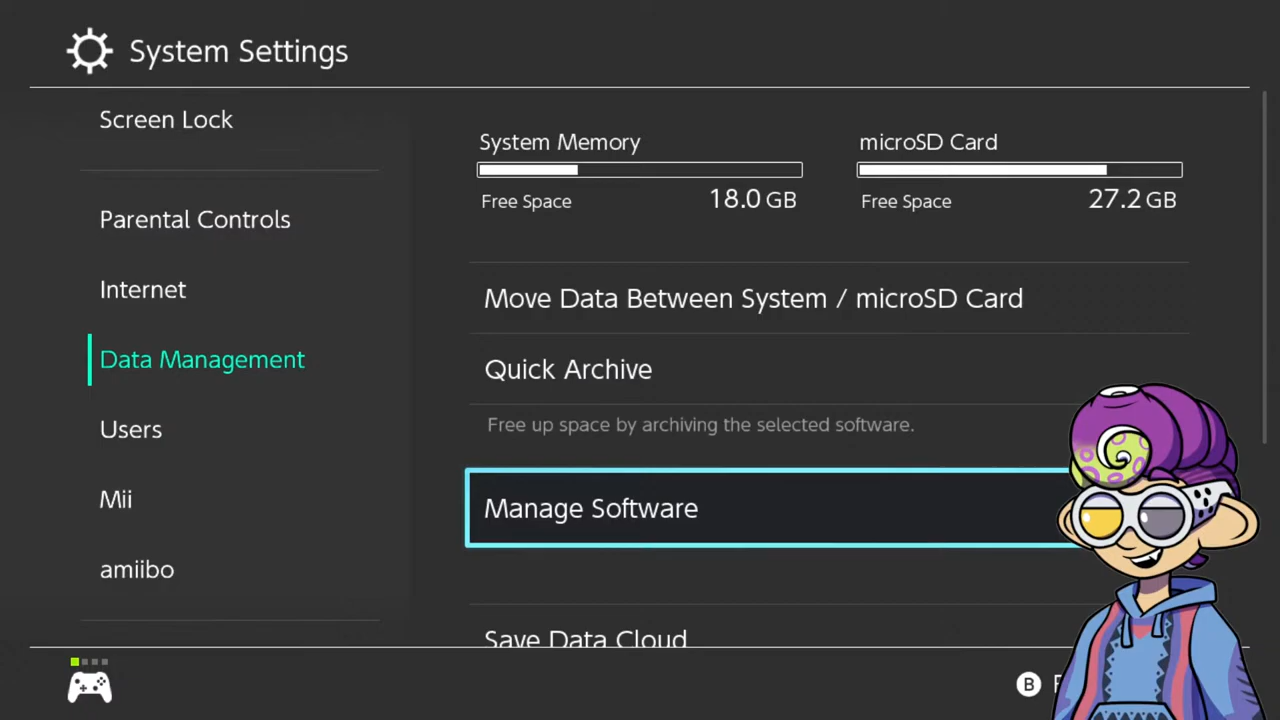 System Settings
Screen Lock
Parental Controls
Internet
Data Management
Users
Mii
amiibo
System Memory
Free Space 18.0 GB
microSD Card
Free Space 27.2 GB
Move Data Between System / microSD Card
Quick Archive
Free up space by archiving the selected software.
Manage Software
Save Data Cloud
B